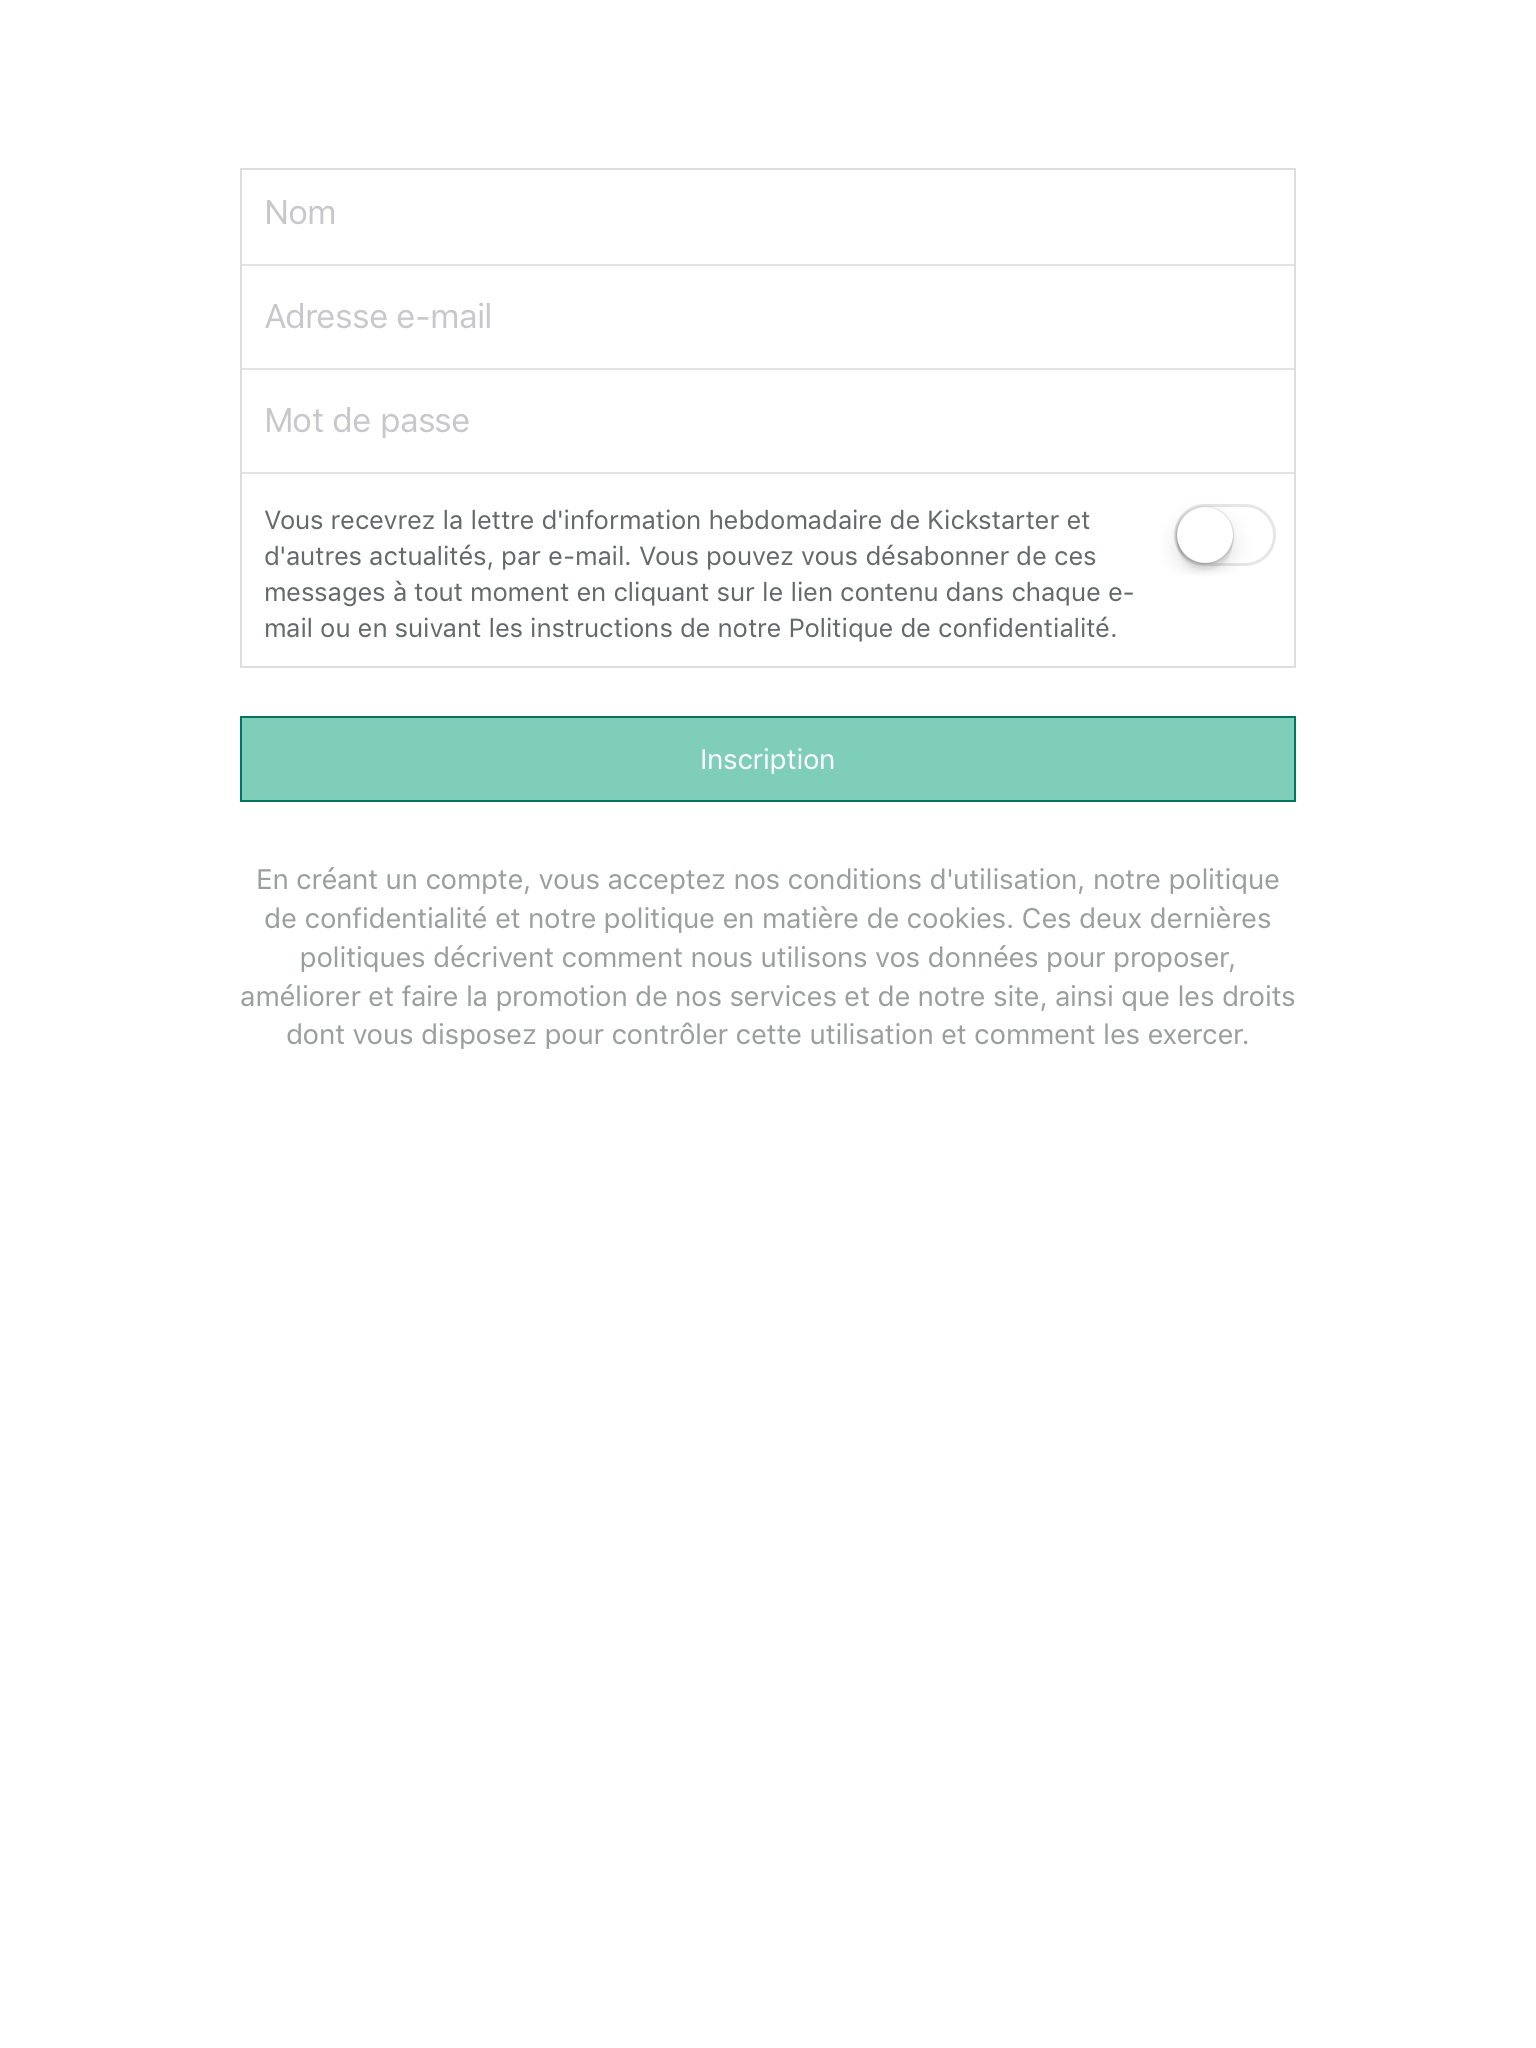 Nom
Adresse e-mail
Mot de passe
Vous recevrez la lettre d'information hebdomadaire de Kickstarter et
d'autres actualités, par e-mail. Vous pouvez vous désabonner de ces
messages à tout moment en cliquant sur le lien contenu dans chaque e-
mail ou en suivant les instructions de notre Politique de confidentialité.
Inscription
En créant un compte, vous acceptez nos conditions d'utilisation, notre politique
de confidentialité et notre politique en matière de cookies. Ces deux dernières
politiques décrivent comment nous utilisons vos données pour proposer,
améliorer et faire la promotion de nos services et de notre site, ainsi que les droits
dont vous disposez pour contrôler cette utilisation et comment les exercer.